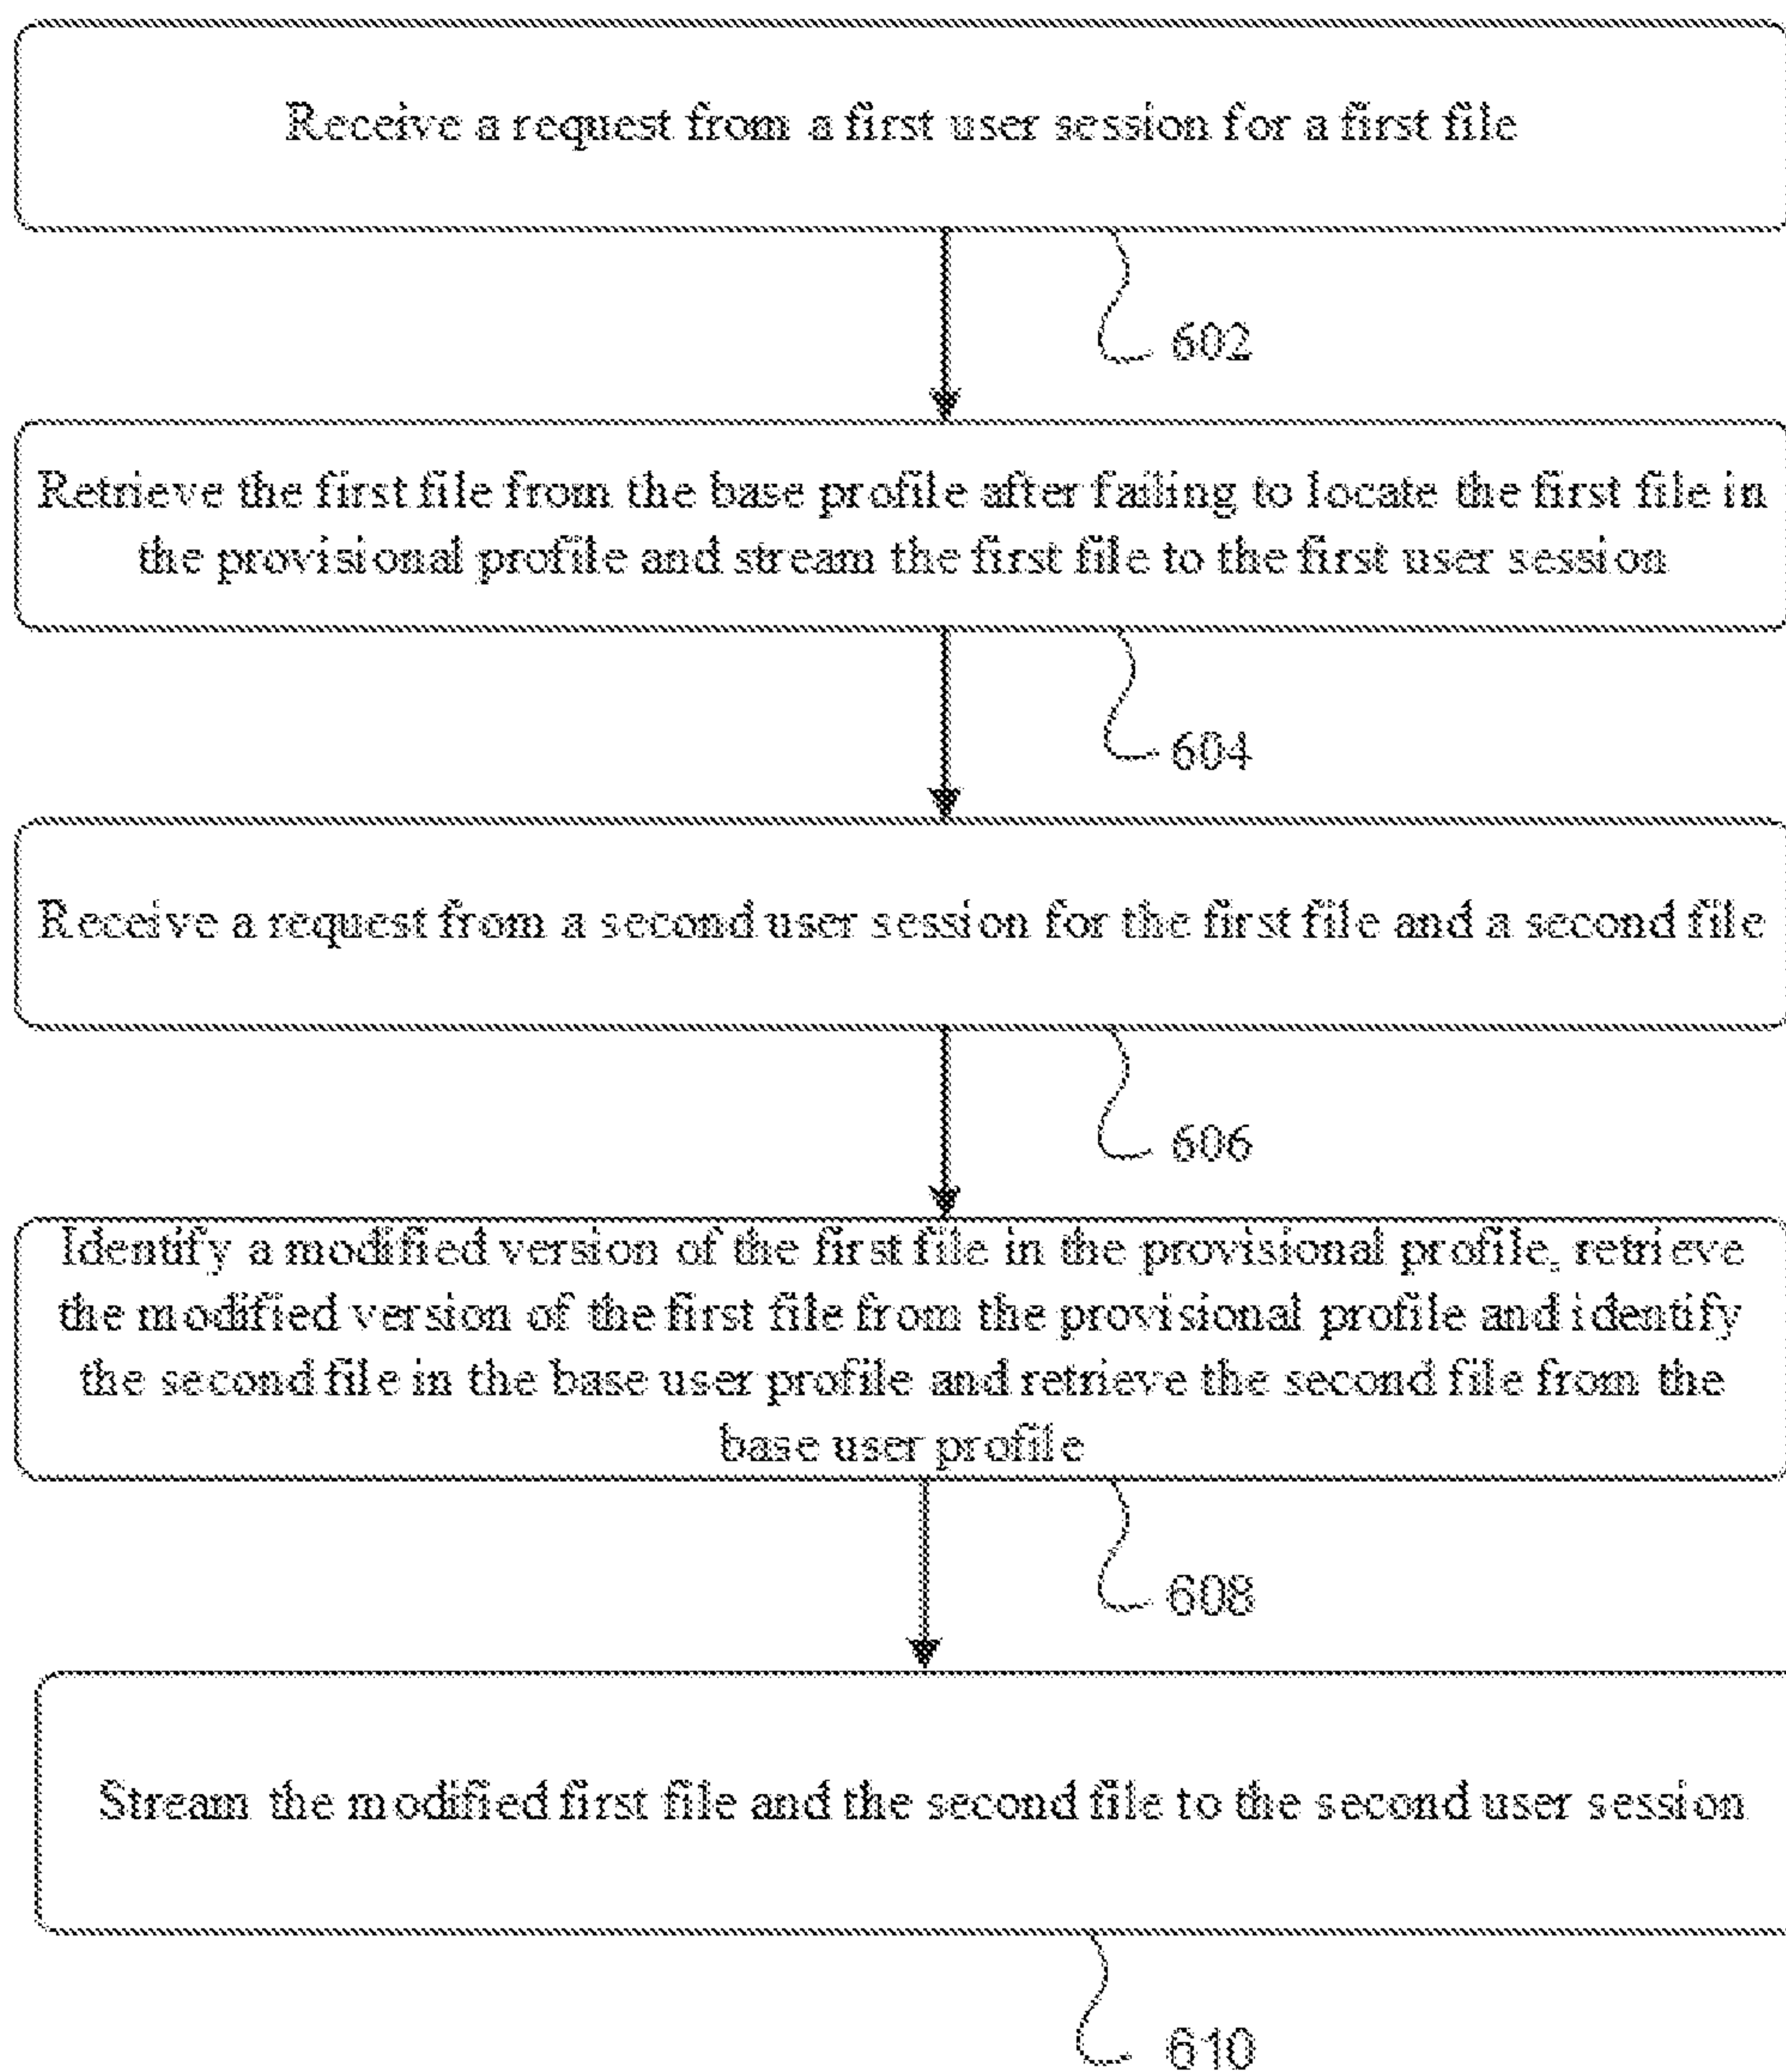 Receive a request from a first user session for a first file
602
Retrieve the first file from the base profile after failing to locate the first file in
the provisional profile and stream the first file to the first user session
604
Receive a request from a second user session for the first file and a second file
606
Identify a modified version of the first file in the provisional profile, retrieve
the modified version of the first file from the provisional profile and identify
the second file in the base user profile and retrieve the second file from the
base user profile
608
Stream the modified first file and the second file to the second user session
610